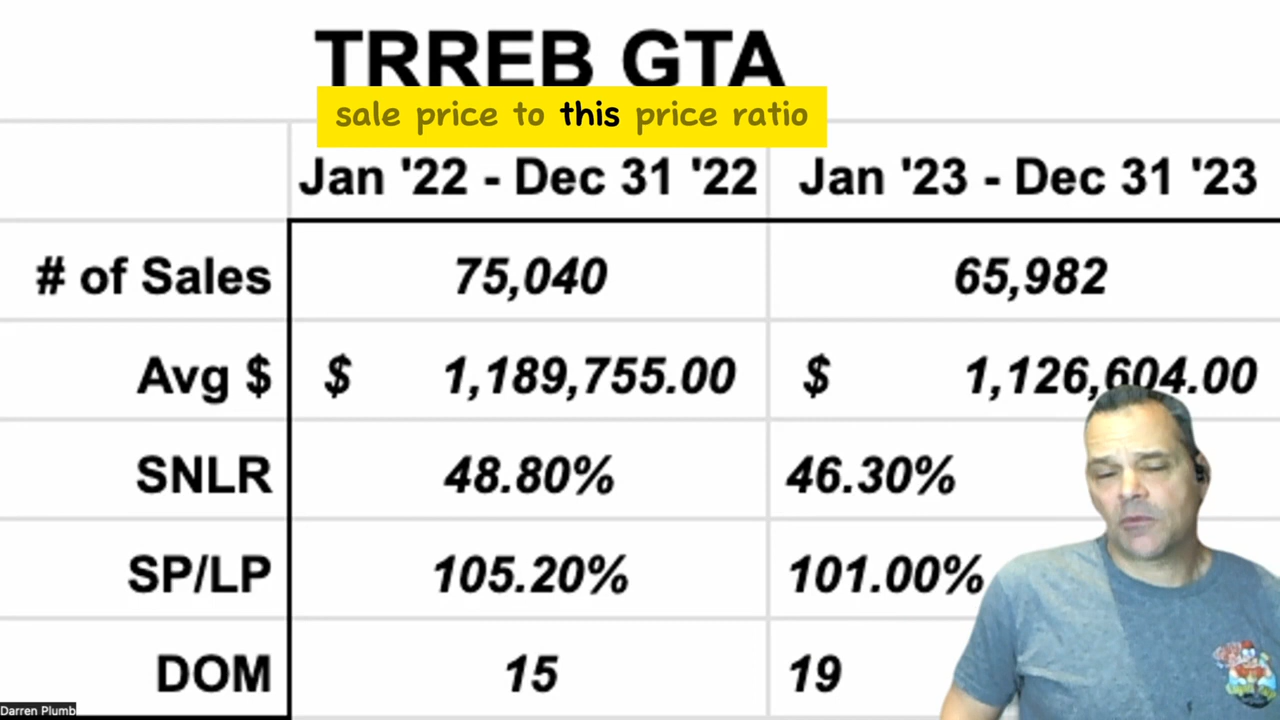 TRREB GTA
sale price to this price ratio
Jan '22 - Dec 31 '22 Jan '23 - Dec 31 '23
# of Sales 75,040 65,982
Avg $ $ 1,189,755.00 $ 1,126,604.00
SNLR 48.80% 46.30%
SP/LP 105.20% 101.00%
DOM 15 19
Darren Plumb